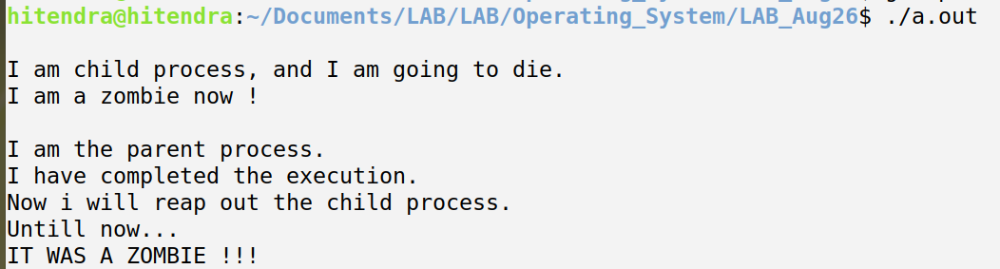 hitendra@hitendra:~/Documents/LAB/LAB/Operating_System/LAB_Aug26$ ./a.out
I am child process, and I am going to die.
I am a zombie now !
I am the parent process.
I have completed the execution.
Now i will reap out the child process.
Untill now...
IT WAS A ZOMBIE !!!